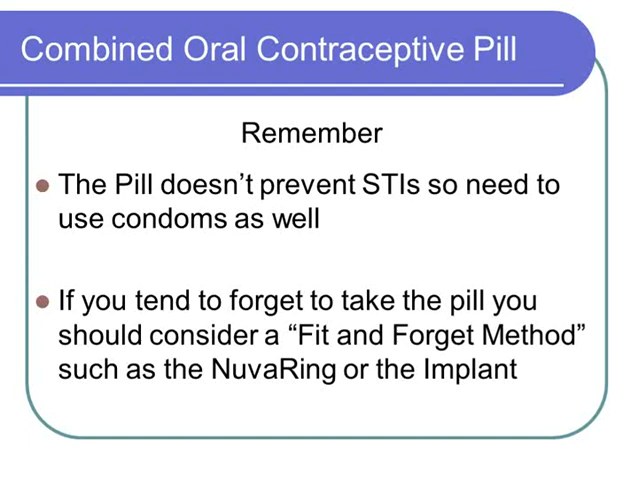 Combined Oral Contraceptive Pill
Remember
The Pill doesn’t prevent STIs so need to
use condoms as well
If you tend to forget to take the pill you
should consider a “Fit and Forget Method”
such as the NuvaRing or the Implant